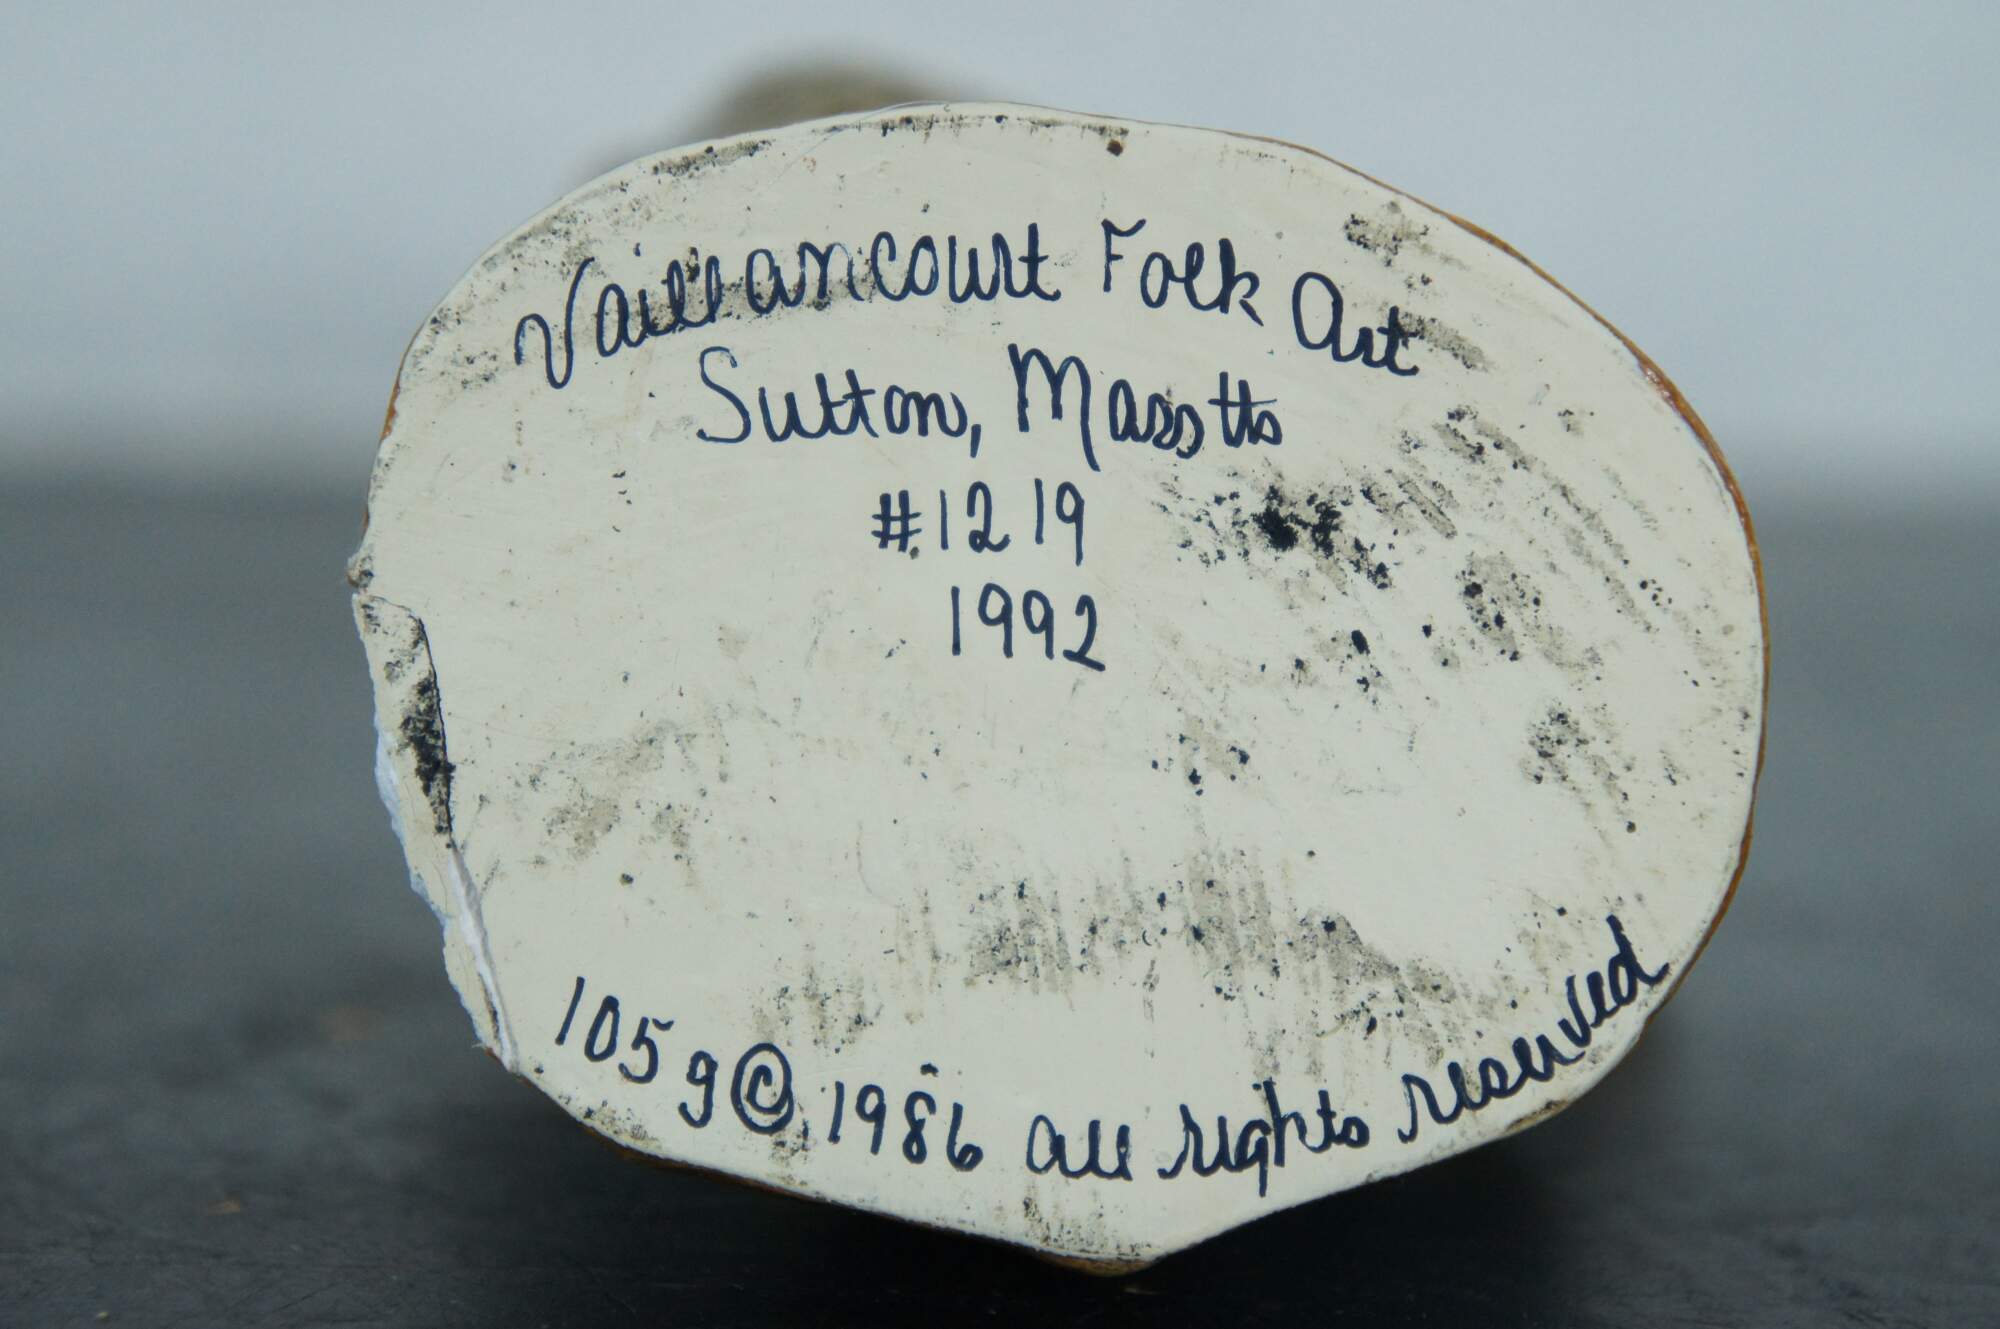 Vaillancourt Folk Art
Sutton, Masstts
#1219
1992
1059 © 1986 all rights reserved